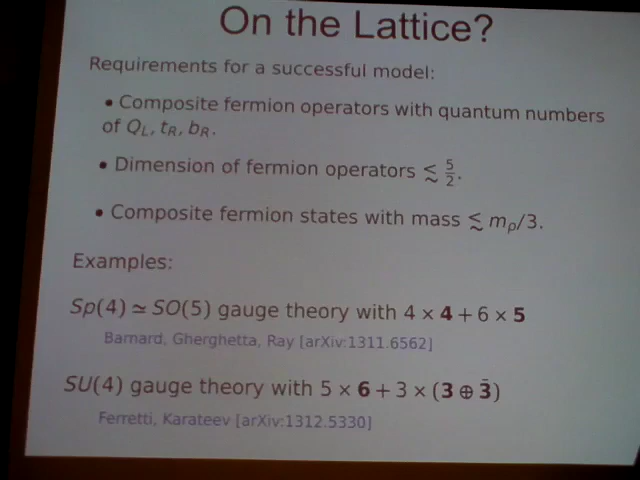 On the Lattice?
Requirements for a successful model:
• Composite fermion operators with quantum numbers
of Q_L, t_R, b_R.
• Dimension of fermion operators ≲ 5/2.
• Composite fermion states with mass ≲ m_ρ/3.
Examples:
Sp(4) ≃ SO(5) gauge theory with 4 × 4 + 6 × 5
Barnard, Gherghetta, Ray [arXiv:1311.6562]
SU(4) gauge theory with 5 × 6 + 3 × (3 ⊕ 3̄)
Ferretti, Karateev [arXiv:1312.5330]